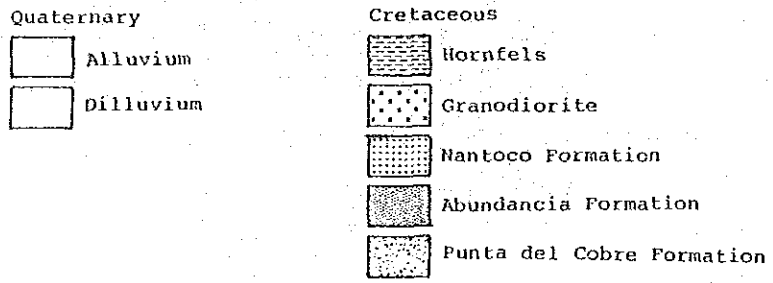 Quaternary
Alluvium
Dilluvium
Cretaceous
Hornfels
Granodiorite
Nantoco Formation
Abundancia Formation
Punta del Cobre Formation